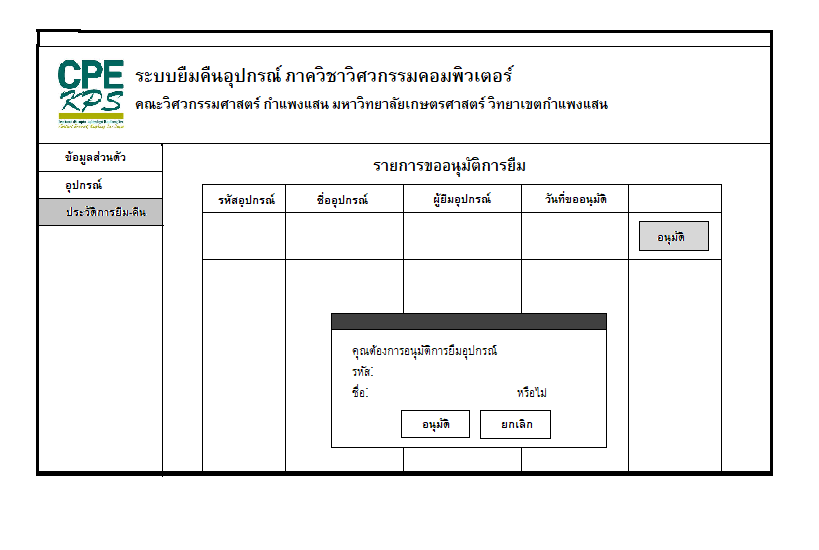 CPE
KPS
ระบบยืมคืนอุปกรณ์ ภาควิชาวิศวกรรมคอมพิวเตอร์
คณะวิศวกรรมศาสตร์ กำแพงแสน มหาวิทยาลัยเกษตรศาสตร์ วิทยาเขตกำแพงแสน
ข้อมูลส่วนตัว
อุปกรณ์
ประวัติการยืม-คืน
รายการขออนุมัติการยืม
รหัสอุปกรณ์ ชื่ออุปกรณ์ ผู้ยืมอุปกรณ์ วันที่ขออนุมัติ
อนุมัติ
คุณต้องการอนุมัติการยืมอุปกรณ์
รหัส:
ชื่อ: หรือไม่
อนุมัติ ยกเลิก